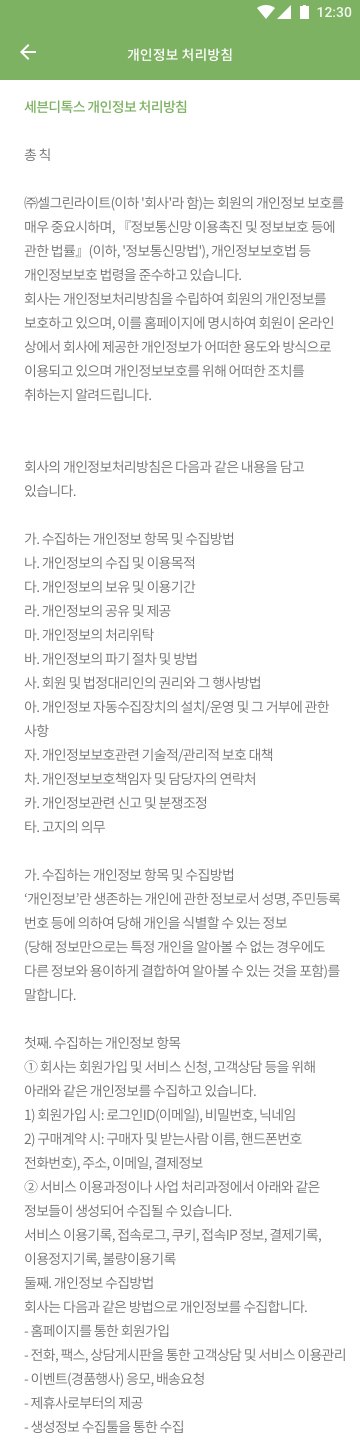 12:30
개인정보 처리방침
세븐디톡스 개인정보 처리방침
총 칙
㈜셀그린라이트(이하 '회사'라 함)는 회원의 개인정보 보호를
매우 중요시하며, 『정보통신망 이용촉진 및 정보보호 등에
관한 법률』(이하, '정보통신망법'), 개인정보보호법 등
개인정보보호 법령을 준수하고 있습니다.
회사는 개인정보처리방침을 수립하여 회원의 개인정보를
보호하고 있으며, 이를 홈페이지에 명시하여 회원이 온라인
상에서 회사에 제공한 개인정보가 어떠한 용도와 방식으로
이용되고 있으며 개인정보보호를 위해 어떠한 조치를
취하는지 알려드립니다.
회사의 개인정보처리방침은 다음과 같은 내용을 담고
있습니다.
가. 수집하는 개인정보 항목 및 수집방법
나. 개인정보의 수집 및 이용목적
다. 개인정보의 보유 및 이용기간
라. 개인정보의 공유 및 제공
마. 개인정보의 처리위탁
바. 개인정보의 파기 절차 및 방법
사. 회원 및 법정대리인의 권리와 그 행사방법
아. 개인정보 자동수집장치의 설치/운영 및 그 거부에 관한
사항
자. 개인정보보호관련 기술적/관리적 보호 대책
차. 개인정보보호책임자 및 담당자의 연락처
카. 개인정보관련 신고 및 분쟁조정
타. 고지의 의무
가. 수집하는 개인정보 항목 및 수집방법
‘개인정보’란 생존하는 개인에 관한 정보로서 성명, 주민등록
번호 등에 의하여 당해 개인을 식별할 수 있는 정보
(당해 정보만으로는 특정 개인을 알아볼 수 없는 경우에도
다른 정보와 용이하게 결합하여 알아볼 수 있는 것을 포함)를
말합니다.
첫째. 수집하는 개인정보 항목
① 회사는 회원가입 및 서비스 신청, 고객상담 등을 위해
아래와 같은 개인정보를 수집하고 있습니다.
1) 회원가입 시: 로그인ID(이메일), 비밀번호, 닉네임
2) 구매계약 시: 구매자 및 받는사람 이름, 핸드폰번호
전화번호), 주소, 이메일, 결제정보
② 서비스 이용과정이나 사업 처리과정에서 아래와 같은
정보들이 생성되어 수집될 수 있습니다.
서비스 이용기록, 접속로그, 쿠키, 접속IP 정보, 결제기록,
이용정지기록, 불량이용기록
둘째. 개인정보 수집방법
회사는 다음과 같은 방법으로 개인정보를 수집합니다.
- 홈페이지를 통한 회원가입
- 전화, 팩스, 상담게시판을 통한 고객상담 및 서비스 이용관리
- 이벤트(경품행사) 응모, 배송요청
- 제휴사로부터의 제공
- 생성정보 수집툴을 통한 수집